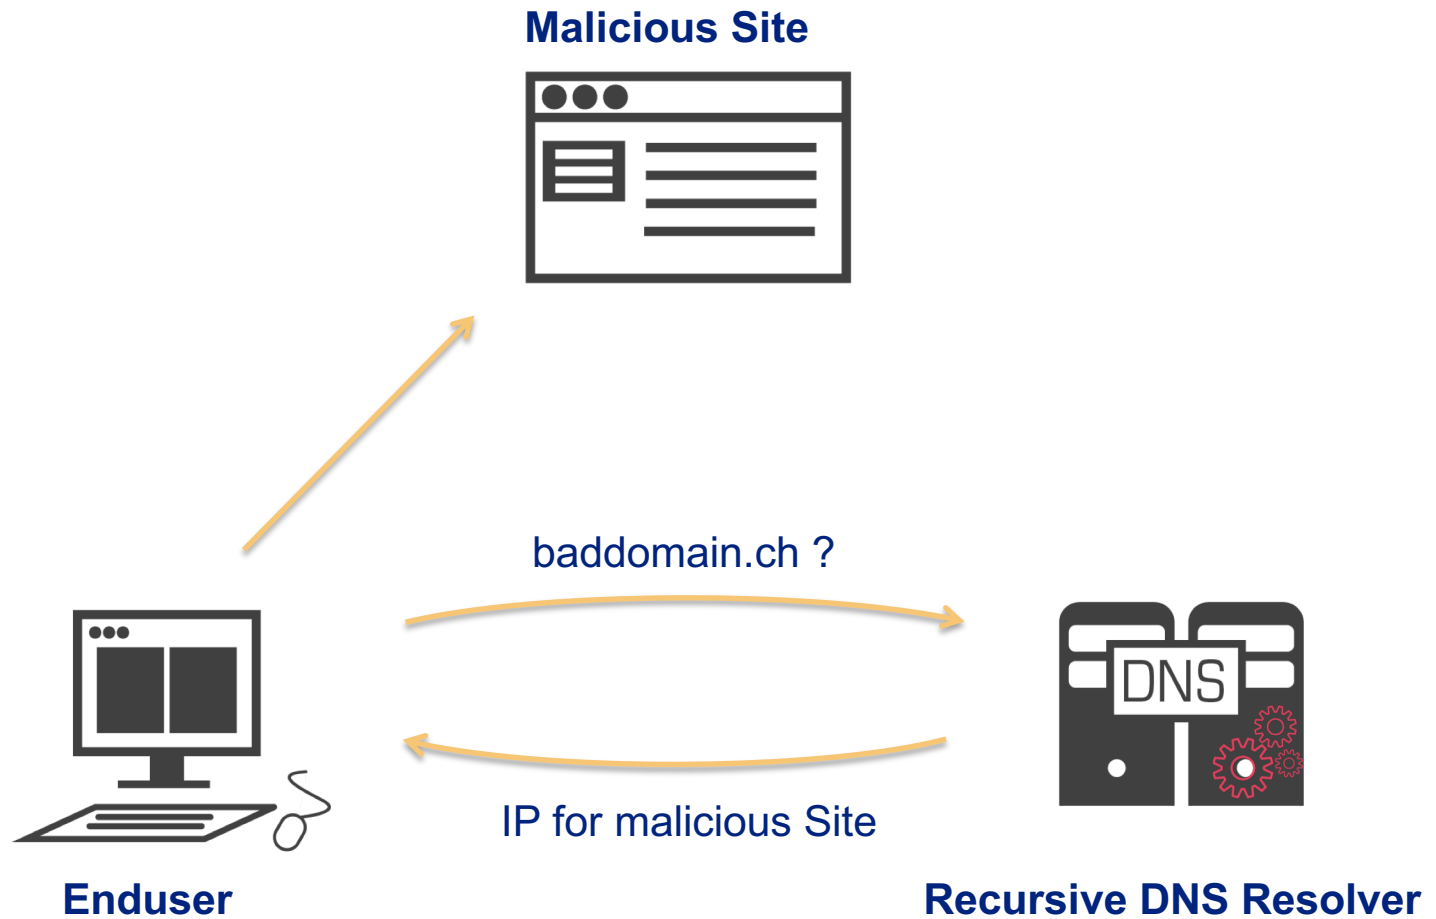 Malicious Site
baddomain.ch ?
DNS
IP for malicious Site
Enduser
Recursive DNS Resolver